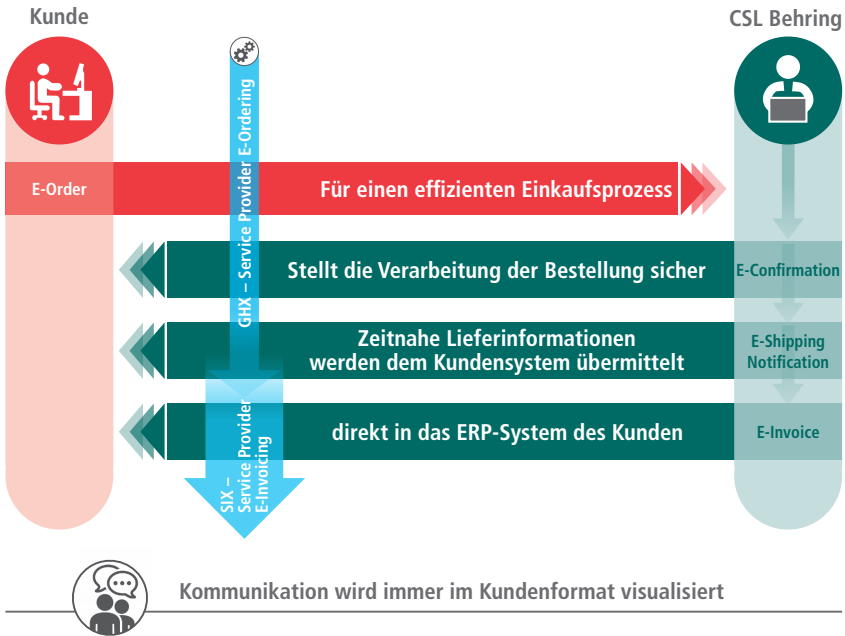 Kunde
CSL Behring
GHX – Service Provider E-Ordering
E-Order
Für einen effizienten Einkaufsprozess
Stellt die Verarbeitung der Bestellung sicher
E-Confirmation
Zeitnahe Lieferinformationen
werden dem Kundensystem übermittelt
E-Shipping
Notification
SIX –
Service Provider
E-Invoicing
direkt in das ERP-System des Kunden
E-Invoice
Kommunikation wird immer im Kundenformat visualisiert